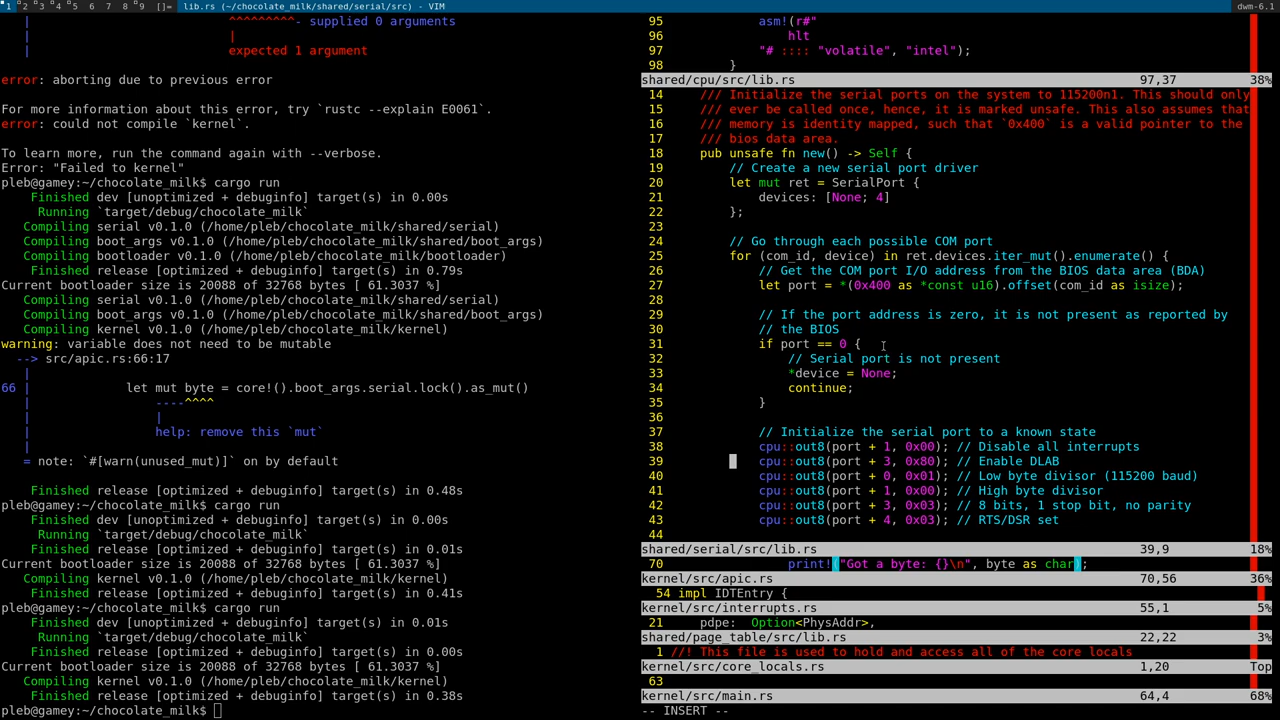 1 2 3 4 5 6 7 8 9 []= lib.rs (~/chocolate_milk/shared/serial/src) - VIM dwm-6.1
| ^^^^^^^^^- supplied 0 arguments
| |
| expected 1 argument
error: aborting due to previous error
For more information about this error, try `rustc --explain E0061`.
error: could not compile `kernel`.
To learn more, run the command again with --verbose.
Error: "Failed to kernel"
pleb@gamey:~/chocolate_milk$ cargo run
Finished dev [unoptimized + debuginfo] target(s) in 0.00s
Running `target/debug/chocolate_milk`
Compiling serial v0.1.0 (/home/pleb/chocolate_milk/shared/serial)
Compiling boot_args v0.1.0 (/home/pleb/chocolate_milk/shared/boot_args)
Compiling bootloader v0.1.0 (/home/pleb/chocolate_milk/bootloader)
Finished release [optimized + debuginfo] target(s) in 0.79s
Current bootloader size is 20088 of 32768 bytes [ 61.3037 %]
Compiling serial v0.1.0 (/home/pleb/chocolate_milk/shared/serial)
Compiling boot_args v0.1.0 (/home/pleb/chocolate_milk/shared/boot_args)
Compiling kernel v0.1.0 (/home/pleb/chocolate_milk/kernel)
warning: variable does not need to be mutable
--> src/apic.rs:66:17
|
66 | let mut byte = core!().boot_args.serial.lock().as_mut()
| ----^^^^
| |
| help: remove this `mut`
|
= note: `#[warn(unused_mut)]` on by default
Finished release [optimized + debuginfo] target(s) in 0.48s
pleb@gamey:~/chocolate_milk$ cargo run
Finished dev [unoptimized + debuginfo] target(s) in 0.00s
Running `target/debug/chocolate_milk`
Finished release [optimized + debuginfo] target(s) in 0.01s
Current bootloader size is 20088 of 32768 bytes [ 61.3037 %]
Compiling kernel v0.1.0 (/home/pleb/chocolate_milk/kernel)
Finished release [optimized + debuginfo] target(s) in 0.41s
pleb@gamey:~/chocolate_milk$ cargo run
Finished dev [unoptimized + debuginfo] target(s) in 0.01s
Running `target/debug/chocolate_milk`
Finished release [optimized + debuginfo] target(s) in 0.00s
Current bootloader size is 20088 of 32768 bytes [ 61.3037 %]
Compiling kernel v0.1.0 (/home/pleb/chocolate_milk/kernel)
Finished release [optimized + debuginfo] target(s) in 0.38s
pleb@gamey:~/chocolate_milk$
95 asm!(r#"
96 hlt
97 "# :::: "volatile", "intel");
98 }
shared/cpu/src/lib.rs 97,37 38%
14 /// Initialize the serial ports on the system to 115200n1. This should only
15 /// ever be called once, hence, it is marked unsafe. This also assumes that
16 /// memory is identity mapped, such that `0x400` is a valid pointer to the
17 /// bios data area.
18 pub unsafe fn new() -> Self {
19 // Create a new serial port driver
20 let mut ret = SerialPort {
21 devices: [None; 4]
22 };
23
24 // Go through each possible COM port
25 for (com_id, device) in ret.devices.iter_mut().enumerate() {
26 // Get the COM port I/O address from the BIOS data area (BDA)
27 let port = *(0x400 as *const u16).offset(com_id as isize);
28
29 // If the port address is zero, it is not present as reported by
30 // the BIOS
31 if port == 0 {
32 // Serial port is not present
33 *device = None;
34 continue;
35 }
36
37 // Initialize the serial port to a known state
38 cpu::out8(port + 1, 0x00); // Disable all interrupts
39 cpu::out8(port + 3, 0x80); // Enable DLAB
40 cpu::out8(port + 0, 0x01); // Low byte divisor (115200 baud)
41 cpu::out8(port + 1, 0x00); // High byte divisor
42 cpu::out8(port + 3, 0x03); // 8 bits, 1 stop bit, no parity
43 cpu::out8(port + 4, 0x03); // RTS/DSR set
44
shared/serial/src/lib.rs 39,9 18%
70 print!("Got a byte: {}\n", byte as char);
kernel/src/apic.rs 70,56 36%
54 impl IDTEntry {
kernel/src/interrupts.rs 55,1 5%
21 pdpe: Option<PhysAddr>,
shared/page_table/src/lib.rs 22,22 3%
1 //! This file is used to hold and access all of the core locals
kernel/src/core_locals.rs 1,20 Top
63
kernel/src/main.rs 64,4 68%
-- INSERT --